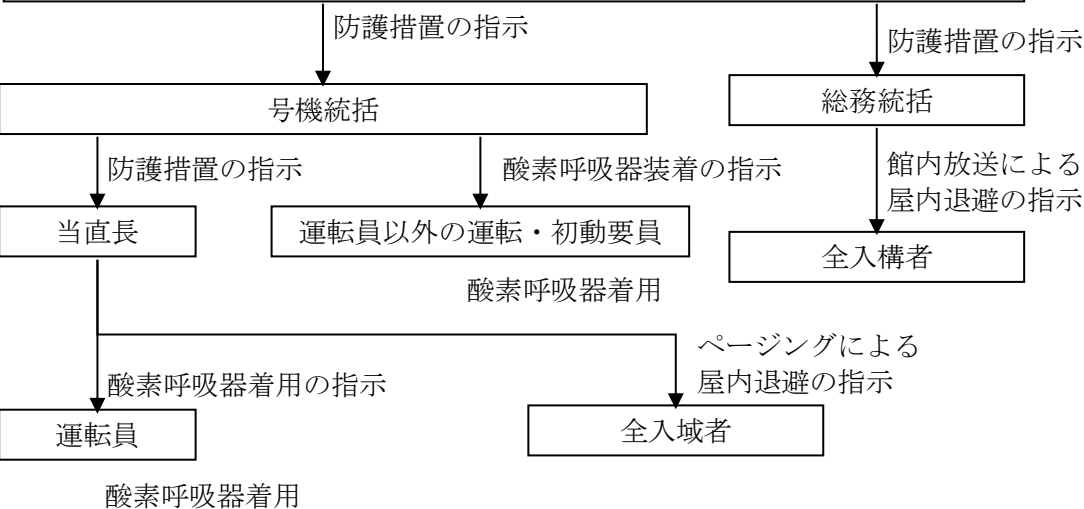 防護措置の指示
防護措置の指示
号機統括
総務統括
防護措置の指示
酸素呼吸器装着の指示
館内放送による
屋内退避の指示
当直長
運転員以外の運転・初動要員
全入構者
酸素呼吸器着用
ページングによる
屋内退避の指示
酸素呼吸器着用の指示
運転員
全入域者
酸素呼吸器着用